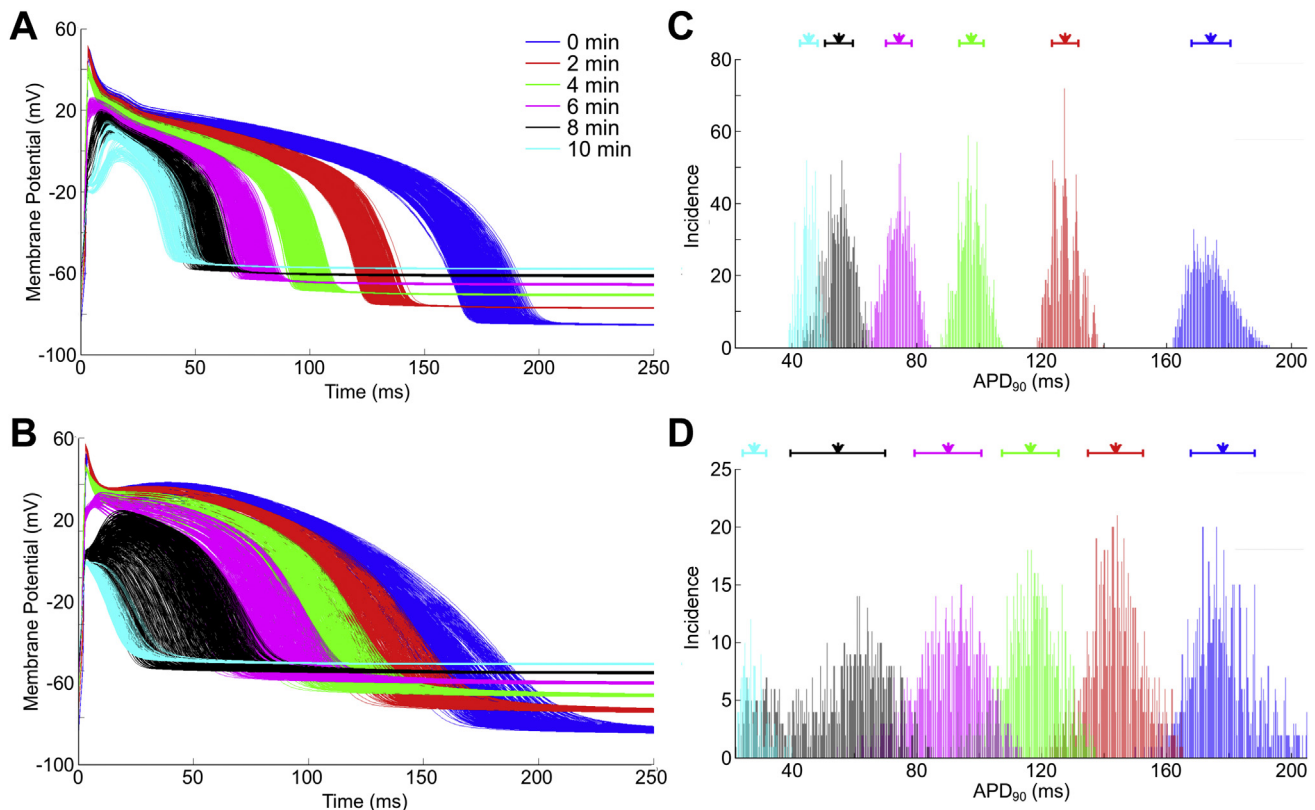 A
60
20
-20
-60
-100
Membrane Potential (mV)
0 min
2 min
4 min
6 min
8 min
10 min
0
50
100
150
200
250
Time (ms)
C
80
60
40
20
0
Incidence
40
80
120
160
200
APD90 (ms)
B
60
20
-20
-60
-100
Membrane Potential (mV)
0
50
100
150
200
250
Time (ms)
D
25
20
15
10
5
0
Incidence
40
80
120
160
200
APD90 (ms)